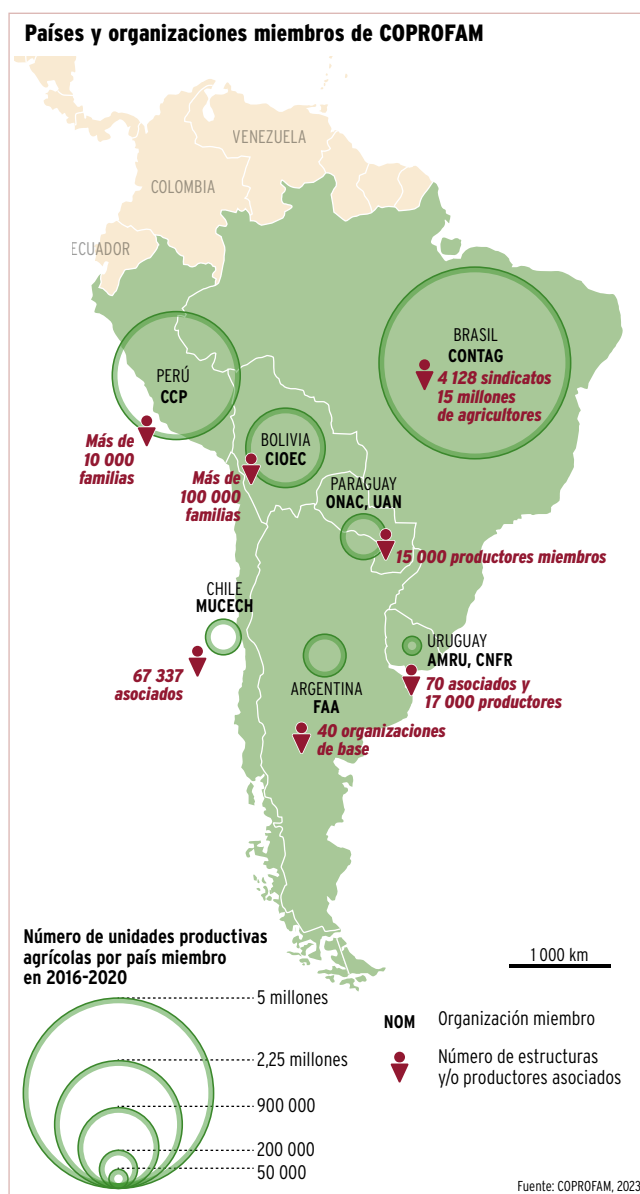 Países y organizaciones miembros de COPROFAM
VENEZUELA
COLOMBIA
ECUADOR
BRASIL
CONTAG
4 128 sindicatos
15 millones
de agricultores
PERÚ
CCP
Más de
10 000
familias
BOLIVIA
CIOEC
Más de
100 000
familias
PARAGUAY
ONAC, UAN
15 000 productores miembros
CHILE
MUCECH
67 337
asociados
URUGUAY
AMRU, CNFR
70 asociados y
17 000 productores
ARGENTINA
FAA
40 organizaciones
de base
Número de unidades productivas
agrícolas por país miembro
en 2016-2020
5 millones
2,25 millones
900 000
200 000
50 000
1 000 km
NOM Organización miembro
Número de estructuras
y/o productores asociados
Fuente: COPROFAM, 2023